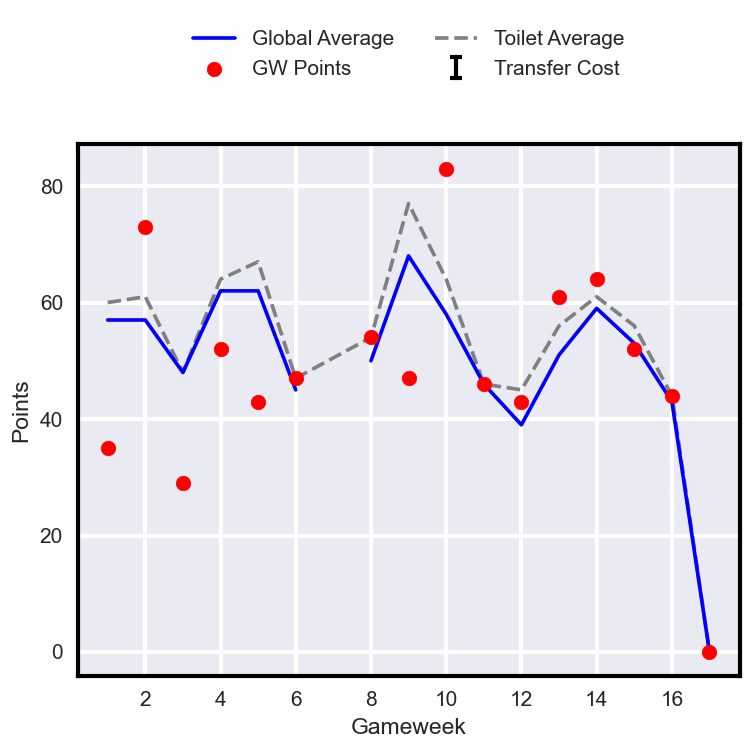 Global Average
Toilet Average
GW Points
Transfer Cost
80
60
40
20
0
Points
2 4 6 8 10 12 14 16
Gameweek